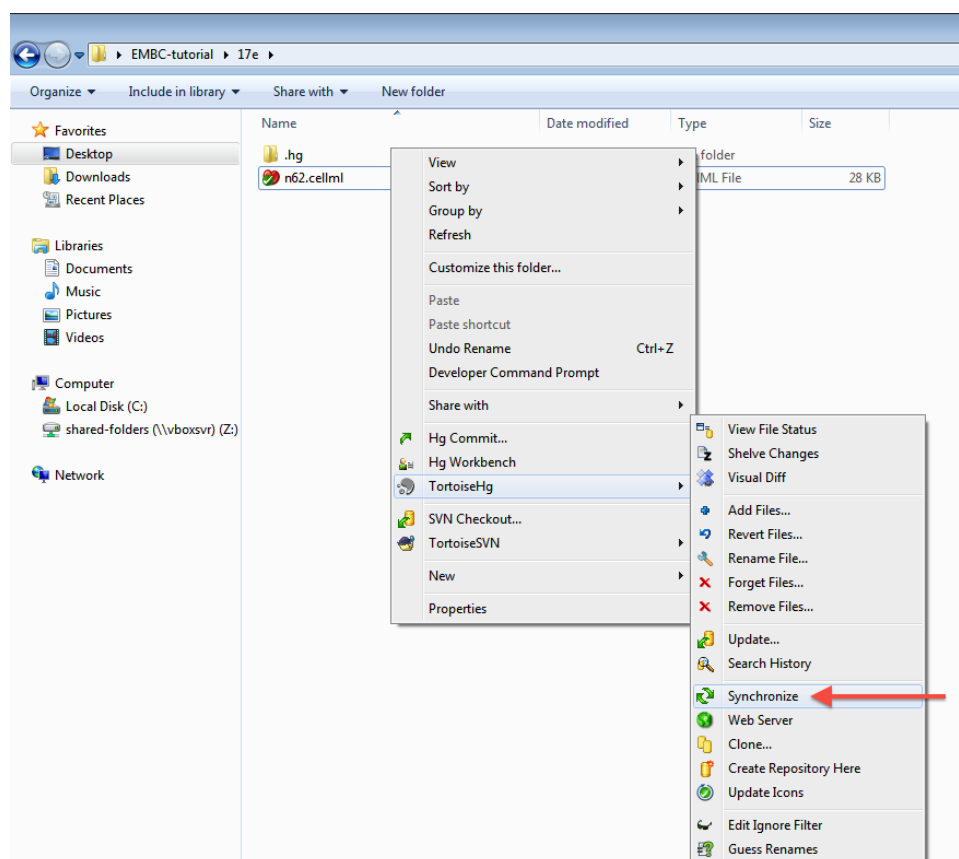 EMBC-tutorial 17e
Organize Include in library Share with New folder
Name Date modified Type Size
Favorites
Desktop
Downloads
Recent Places
Libraries
Documents
Music
Pictures
Videos
Computer
Local Disk (C:)
shared-folders (\\vboxsvr) (Z:)
Network
.hg folder
n62.cellml ML File 28 KB
View
Sort by
Group by
Refresh
Customize this folder...
Paste
Paste shortcut
Undo Rename Ctrl+Z
Developer Command Prompt
Share with
Hg Commit...
Hg Workbench
TortoiseHg
SVN Checkout...
TortoiseSVN
New
Properties
View File Status
Shelve Changes
Visual Diff
Add Files...
Revert Files...
Rename File...
Forget Files...
Remove Files...
Update...
Search History
Synchronize
Web Server
Clone...
Create Repository Here
Update Icons
Edit Ignore Filter
Guess Renames